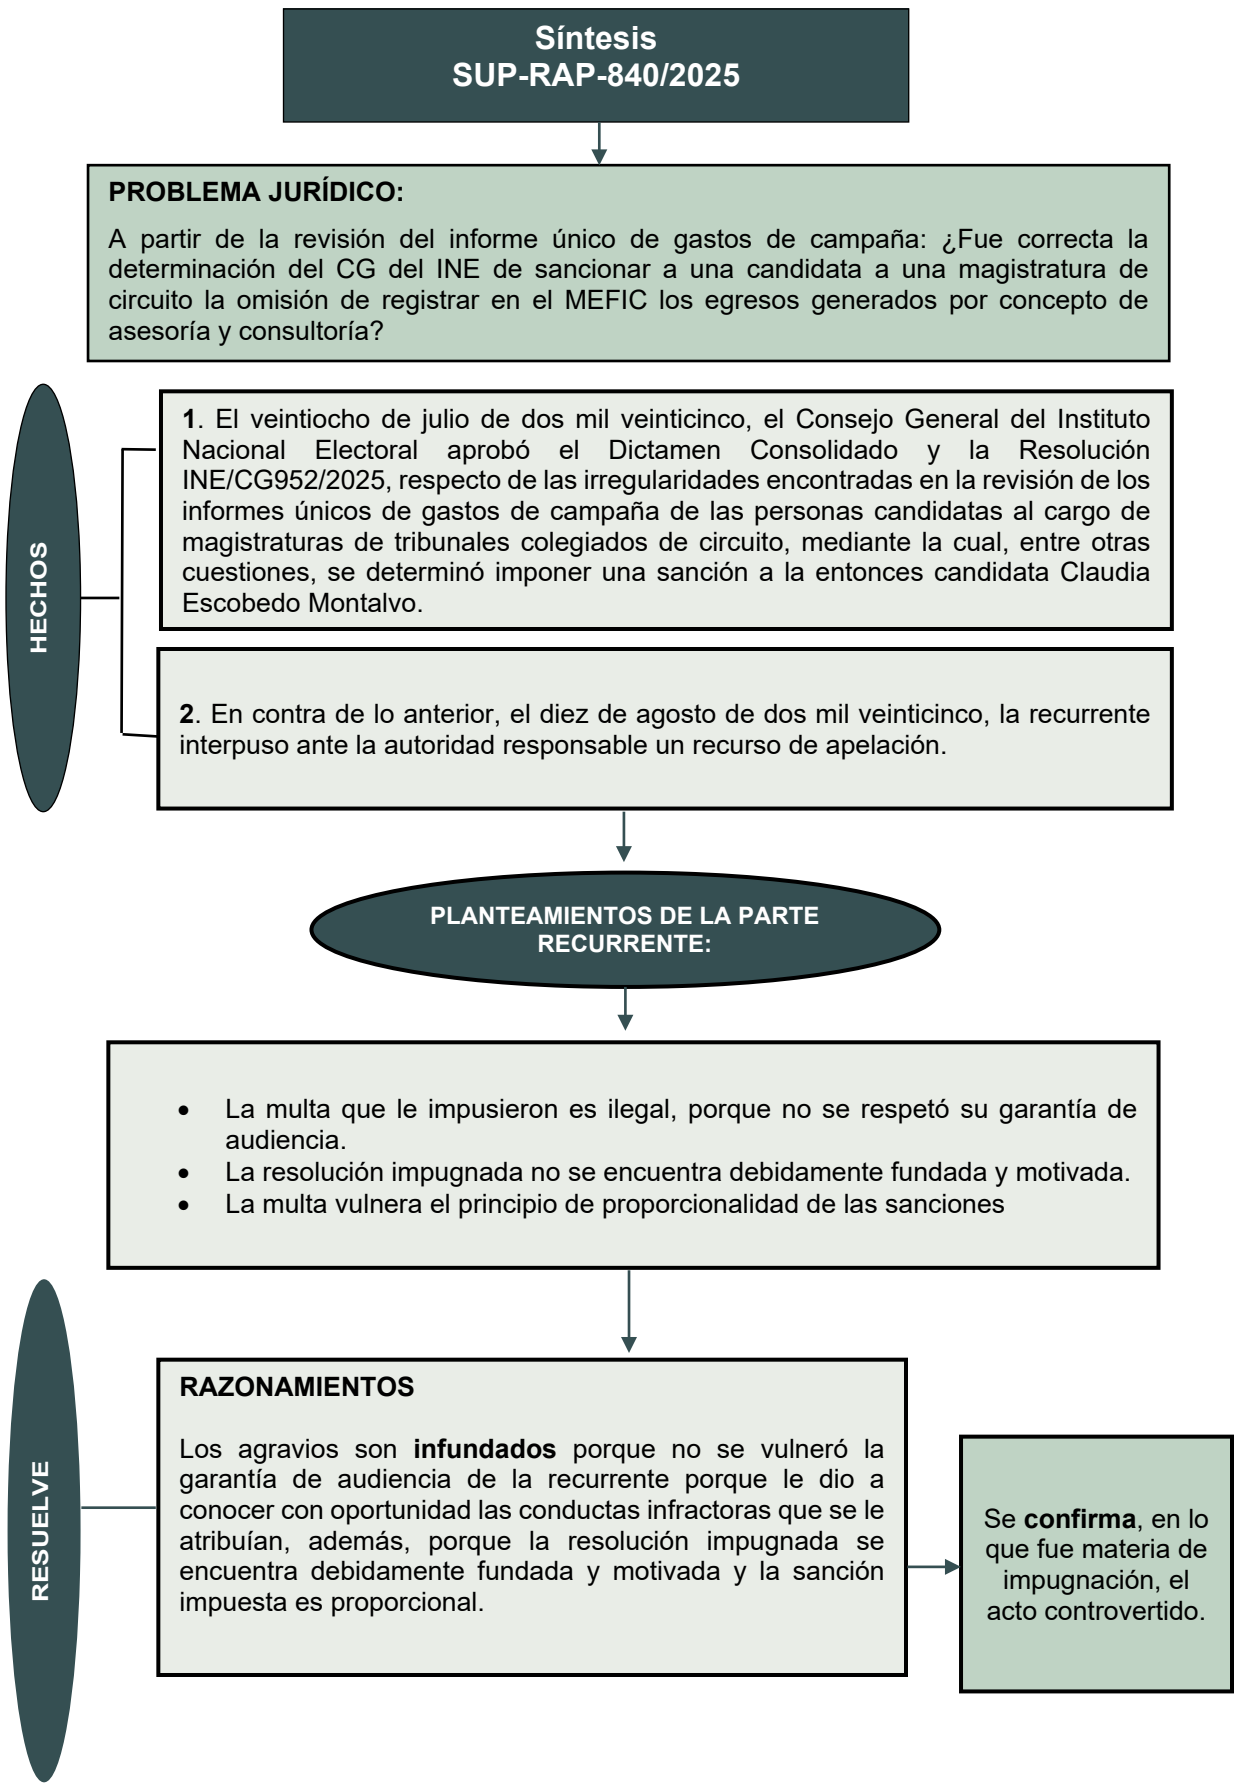 Síntesis
SUP-RAP-840/2025
PROBLEMA JURÍDICO:
A partir de la revisión del informe único de gastos de campaña: ¿Fue correcta la
determinación del CG del INE de sancionar a una candidata a una magistratura de
circuito la omisión de registrar en el MEFIC los egresos generados por concepto de
asesoría y consultoría?
HECHOS
1. El veintiocho de julio de dos mil veinticinco, el Consejo General del Instituto
Nacional Electoral aprobó el Dictamen Consolidado y la Resolución
INE/CG952/2025, respecto de las irregularidades encontradas en la revisión de los
informes únicos de gastos de campaña de las personas candidatas al cargo de
magistraturas de tribunales colegiados de circuito, mediante la cual, entre otras
cuestiones, se determinó imponer una sanción a la entonces candidata Claudia
Escobedo Montalvo.
2. En contra de lo anterior, el diez de agosto de dos mil veinticinco, la recurrente
interpuso ante la autoridad responsable un recurso de apelación.
PLANTEAMIENTOS DE LA PARTE
RECURRENTE:
• La multa que le impusieron es ilegal, porque no se respetó su garantía de
audiencia.
• La resolución impugnada no se encuentra debidamente fundada y motivada.
• La multa vulnera el principio de proporcionalidad de las sanciones
RESUELVE
RAZONAMIENTOS
Los agravios son infundados porque no se vulneró la
garantía de audiencia de la recurrente porque le dio a
conocer con oportunidad las conductas infractoras que se le
atribuían, además, porque la resolución impugnada se
encuentra debidamente fundada y motivada y la sanción
impuesta es proporcional.
Se confirma, en lo
que fue materia de
impugnación, el
acto controvertido.